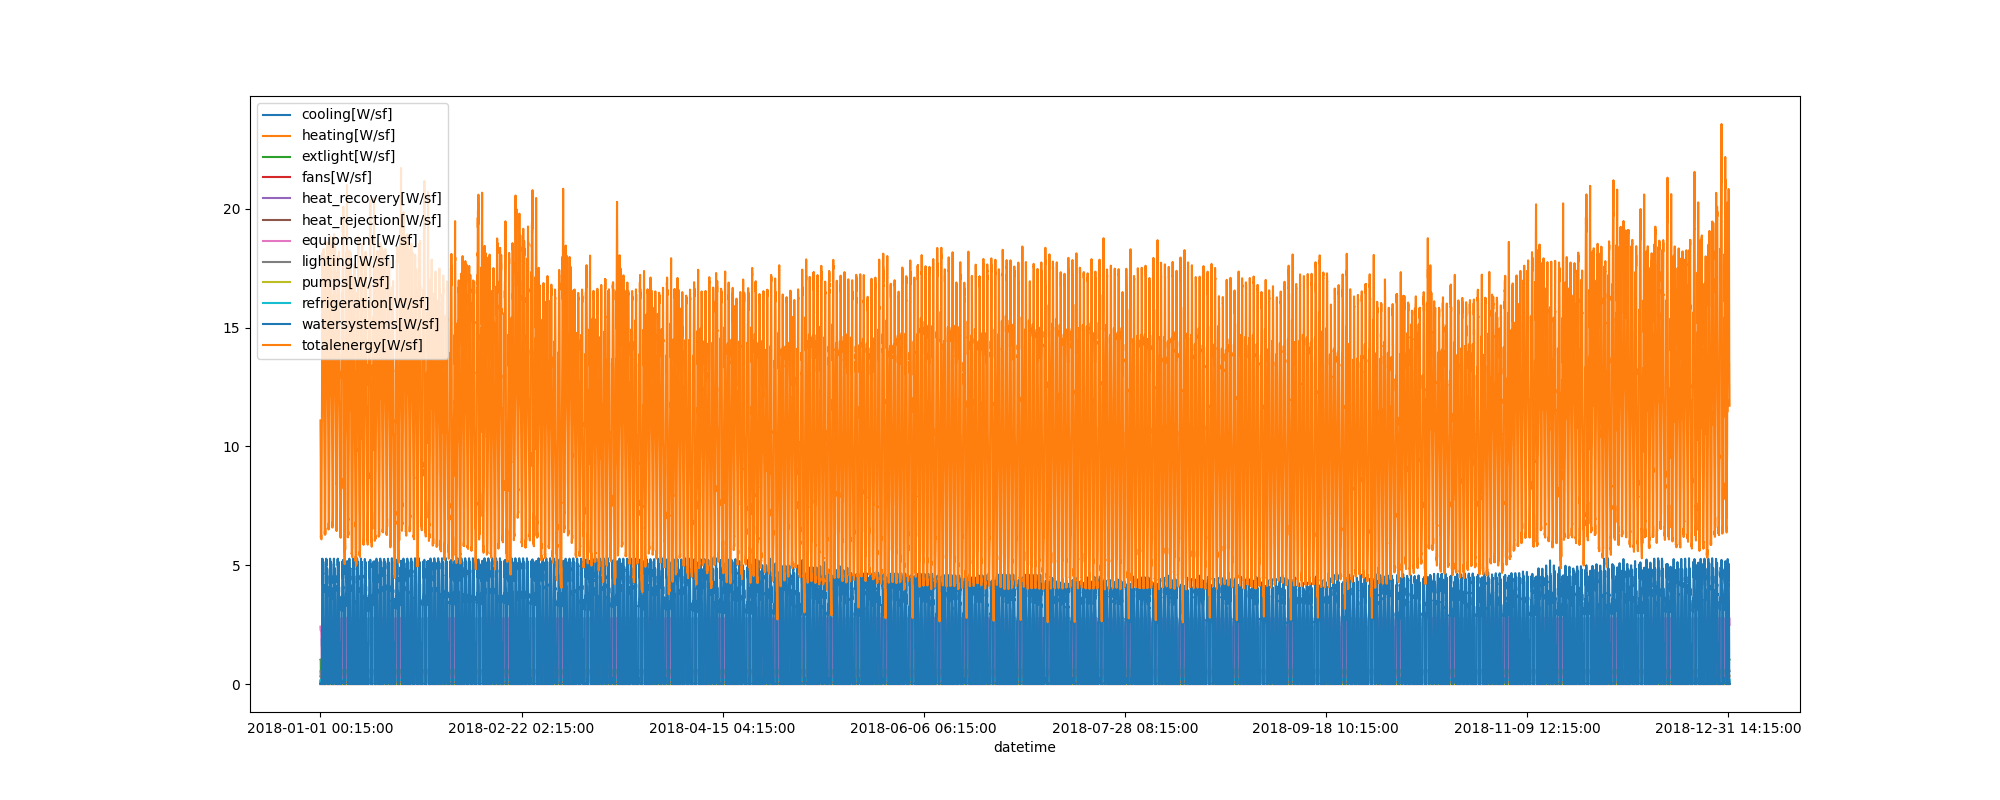 cooling[W/sf]
heating[W/sf]
extlight[W/sf]
fans[W/sf]
heat_recovery[W/sf]
heat_rejection[W/sf]
equipment[W/sf]
lighting[W/sf]
pumps[W/sf]
refrigeration[W/sf]
watersystems[W/sf]
totalenergy[W/sf]
20
15
10
5
0
2018-01-01 00:15:00 2018-02-22 02:15:00 2018-04-15 04:15:00 2018-06-06 06:15:00 2018-07-28 08:15:00 2018-09-18 10:15:00 2018-11-09 12:15:00 2018-12-31 14:15:00
datetime